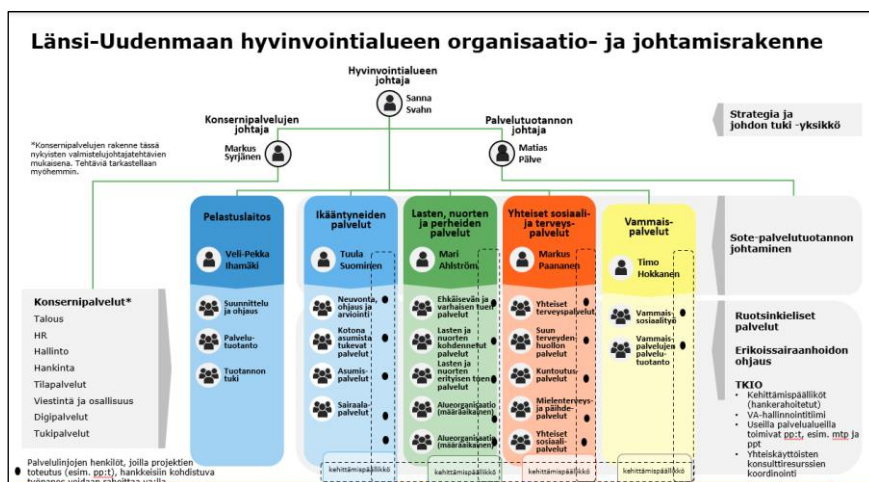 Länsi-Uudenmaan hyvinvointialueen organisaatio- ja johtamisrakenne
Hyvinvointialueen
johtaja
Sanna
Svahn
Konsernipalvelujen
johtaja
Markus
Syrjänen
Palvelutuotannon
johtaja
Matias
Pälve
Strategia ja
johdon tuki -yksikkö
*Konsernipalvelujen rakenne tässä
nykyisten valmistelujohtajatehtävien
mukaisena. Tehtäviä tarkastellaan
myöhemmin.
Pelastuslaitos
Veli-Pekka
Ihamäki
Suunnittelu
ja ohjaus
Palvelu-
tuotanto
Tuotannon
tuki
Ikääntyneiden
palvelut
Tuula
Suominen
Neuvonta,
ohjaus ja
arviointi
Kotona
asumista
tukevat
palvelut
Asumis-
palvelut
Sairaala-
palvelut
kehittämispäällikkö
Lasten, nuorten
ja perheiden
palvelut
Mari
Ahlström
Ehkäisevän ja
varhaisen tuen
palvelut
Lasten ja
nuorten
kohdennetut
palvelut
Lasten ja
nuorten
erityisen tuen
palvelut
Alueorganisaatio
(määräaikainen)
Alueorganisaatio
(määräaikainen)
kehittämispäällikkö
Yhteiset sosiaali-
ja terveys-
palvelut
Markus
Paananen
Yhteiset
terveyspalvelut
Suun
terveyden-
huollon
palvelut
Kuntoutus-
palvelut
Mielenterveys-
ja päihde-
palvelut
Yhteiset
sosiaali-
palvelut
kehittämispäällikkö
Vammais-
palvelut
Timo
Hokkanen
Vammais-
sosiaalityö
Vammais-
palvelujen
palvelu-
tuotanto
kehittämispäällikkö
Sote-palvelutuotannon
johtaminen
Konsernipalvelut*
Talous
HR
Hallinto
Hankinta
Tilapalvelut
Viestintä ja osallisuus
Digipalvelut
Tukipalvelut
Ruotsinkieliset
palvelut
Erikoissairaanhoidon
ohjaus
TKIO
• Kehittämispäälliköt
(hankerahoitetut)
• VA-hallinnointitiimi
• Useilla palvelualueilla
toimivat pp:t, esim. mtp ja
ppt
• Yhteiskäyttöisten
konsulttiresurssien
koordinointi
Palvelulinjojen henkilöt, joilla projektien
toteutus (esim. pp:t), hankkeisiin kohdistuva
työpanos voidaan rahoittaa va:lla